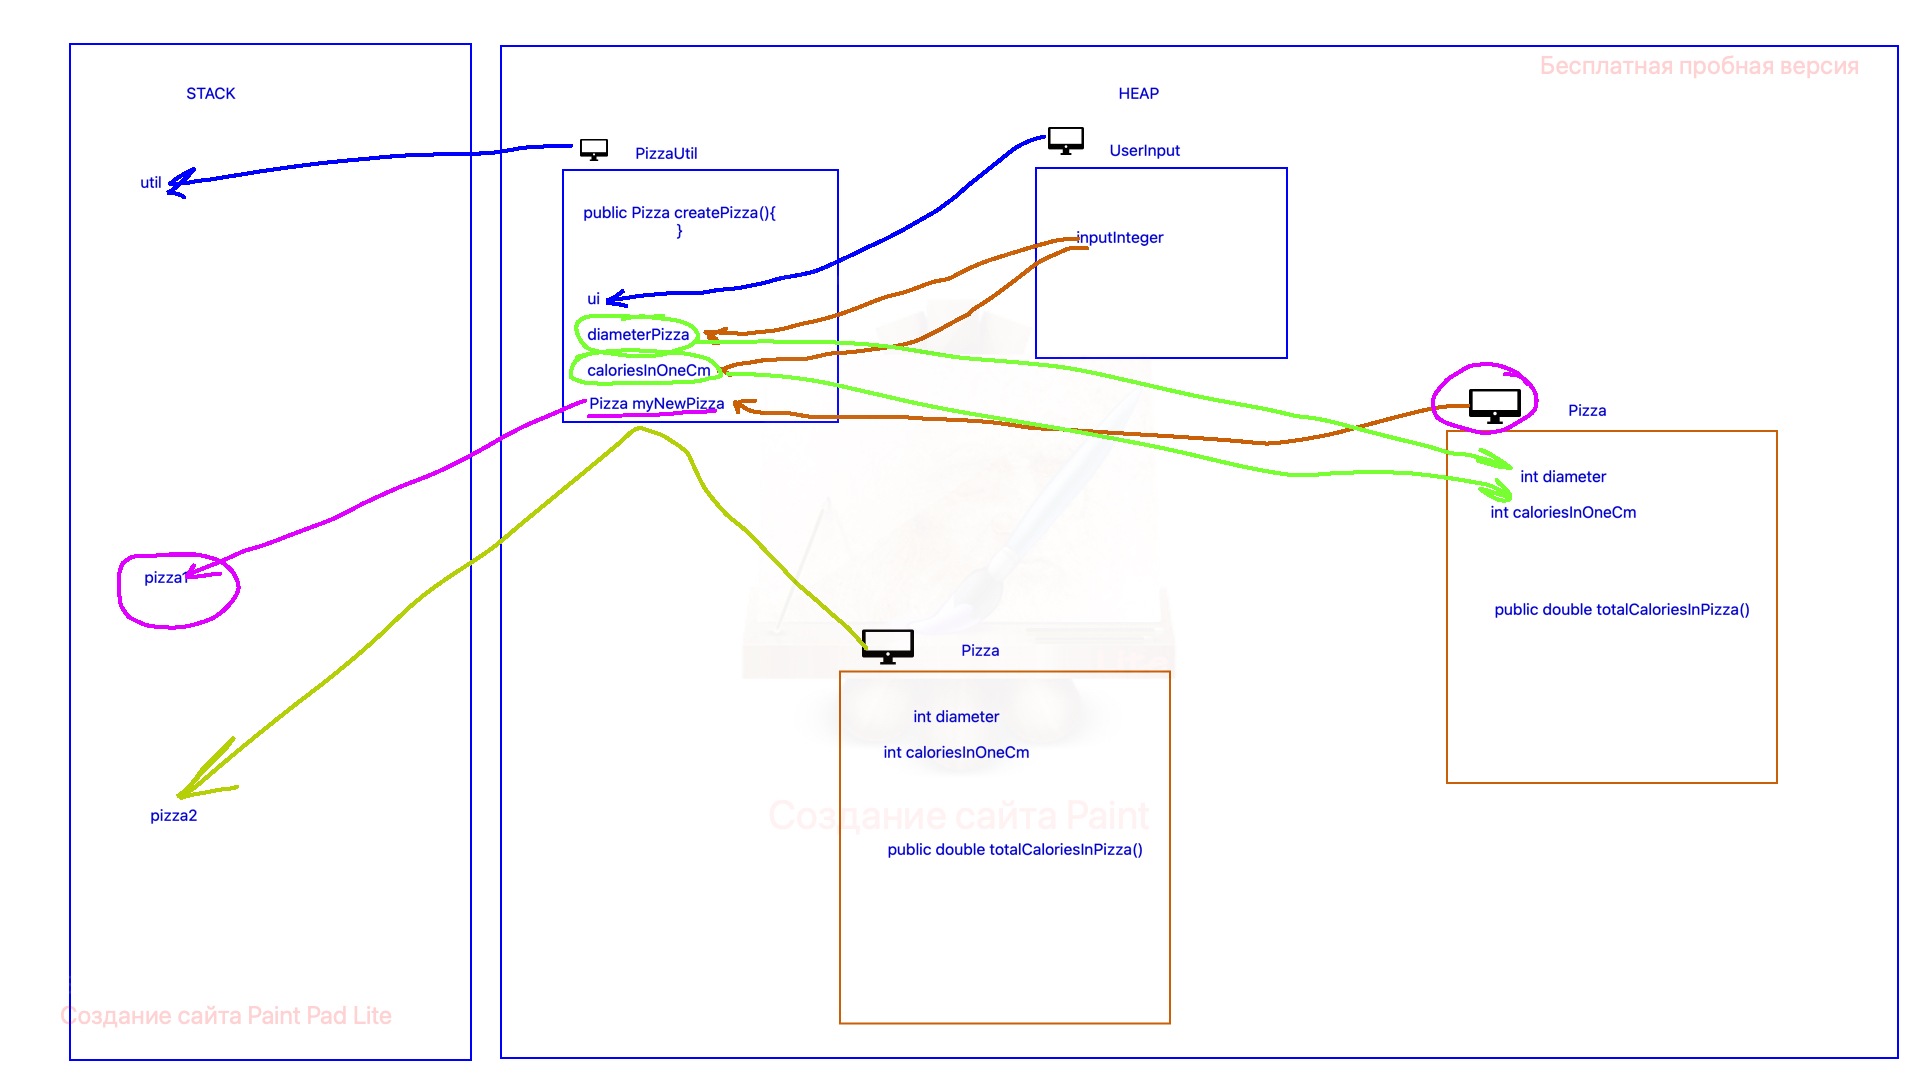 Бесплатная пробная версия
STACK
HEAP
PizzaUtil
UserInput
util
public Pizza createPizza(){
}
inputInteger
ui
diameterPizza
caloriesInOneCm
Pizza myNewPizza
Pizza
int diameter
int caloriesInOneCm
pizza1
public double totalCaloriesInPizza()
Pizza
int diameter
int caloriesInOneCm
pizza2
Создание сайта Paint
public double totalCaloriesInPizza()
Создание сайта Paint Pad Lite